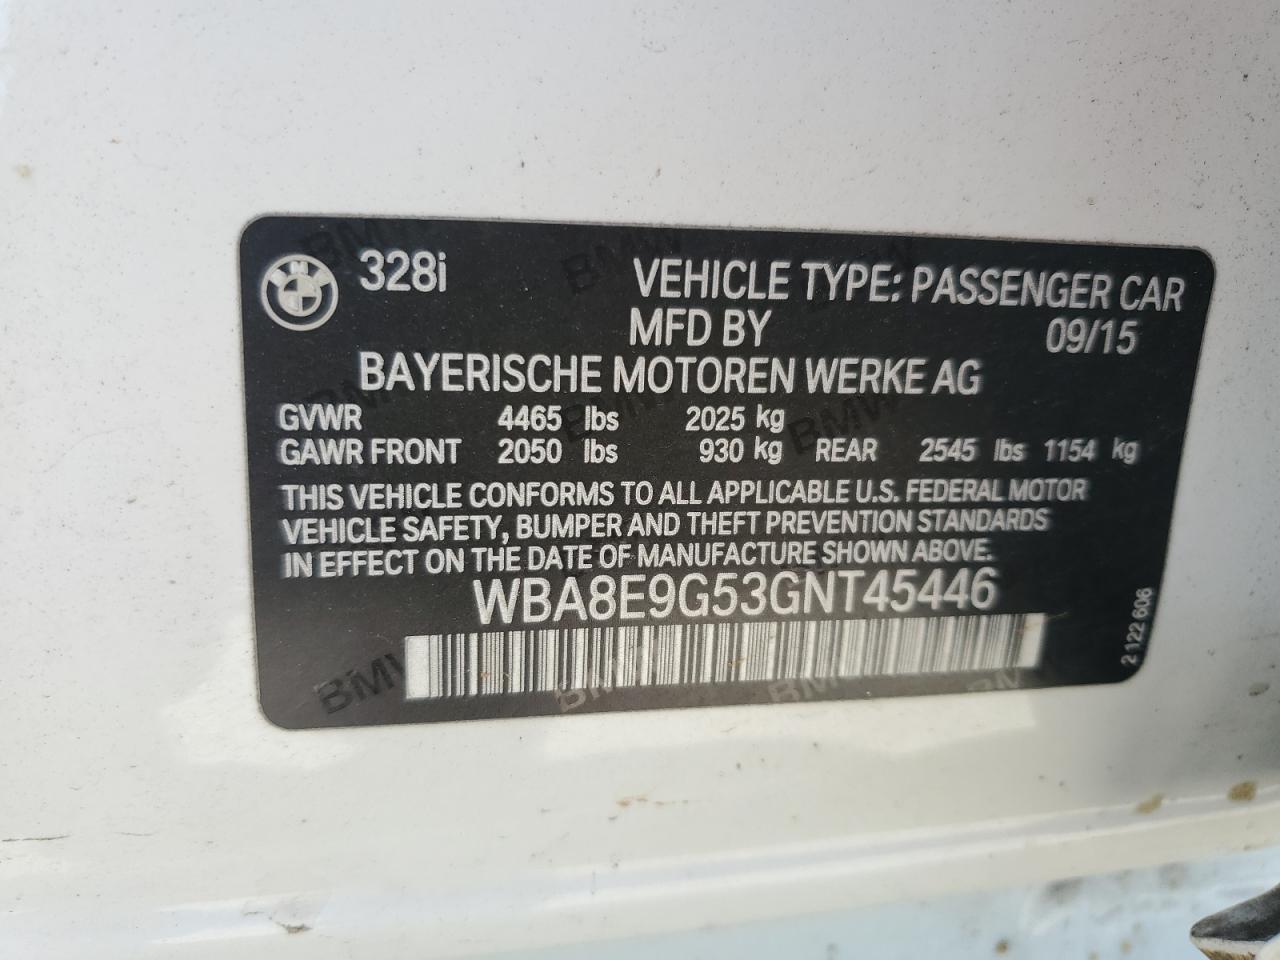 328i VEHICLE TYPE: PASSENGER CAR
MFD BY 09/15
BAYERISCHE MOTOREN WERKE AG
GVWR 4465 lbs 2025 kg
GAWR FRONT 2050 lbs 930 kg REAR 2545 lbs 1154 kg
THIS VEHICLE CONFORMS TO ALL APPLICABLE U.S. FEDERAL MOTOR
VEHICLE SAFETY, BUMPER AND THEFT PREVENTION STANDARDS
IN EFFECT ON THE DATE OF MANUFACTURE SHOWN ABOVE.
WBA8E9G53GNT45446
2 122 606